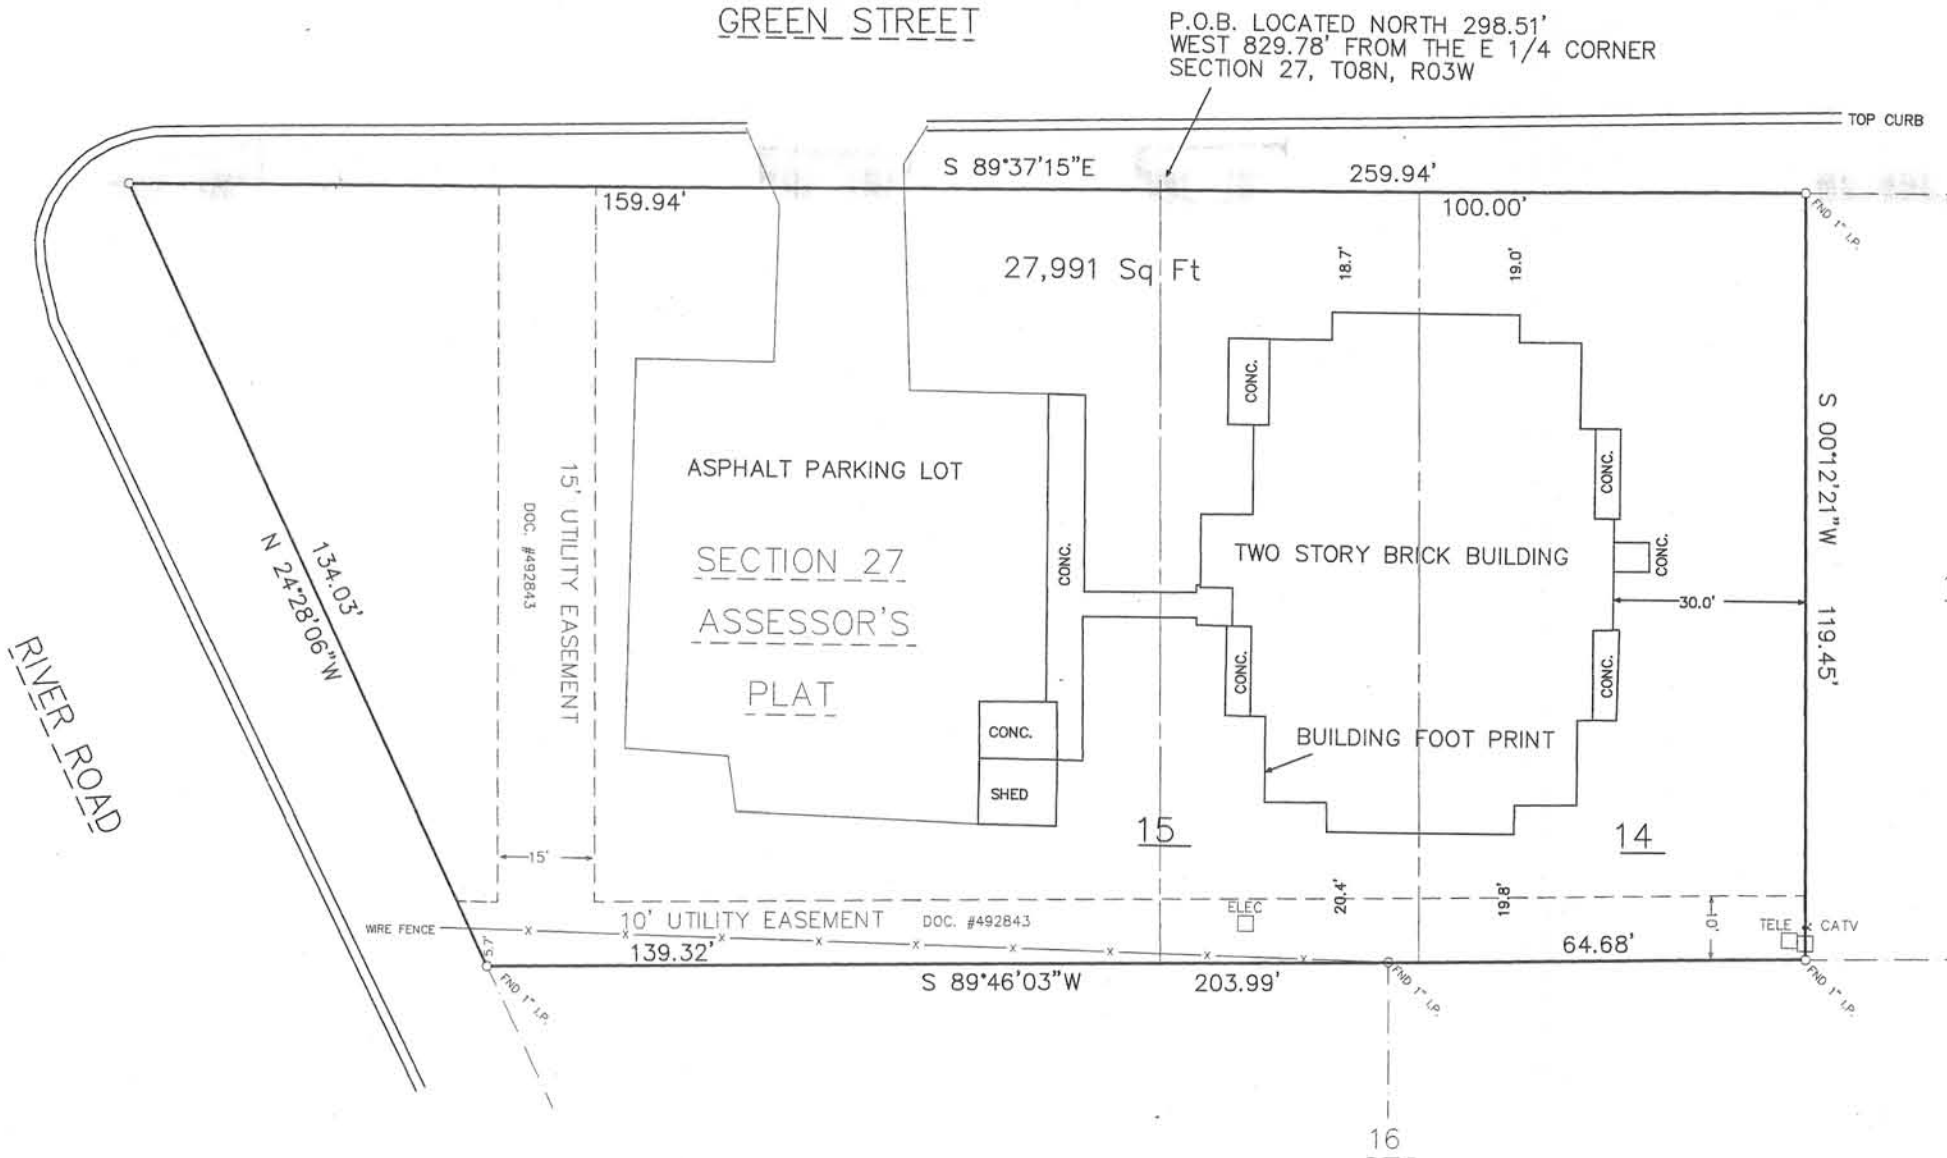 GREEN STREET
P.O.B. LOCATED NORTH 298.51'
WEST 829.78' FROM THE E 1/4 CORNER
SECTION 27, T08N, R03W
TOP CURB
S 89°37'15"E
259.94'
159.94'
100.00'
FND 1" I.P.
27,991 Sq Ft
18.7'
19.0'
CONC.
S 00°12'21"W 119.45'
ASPHALT PARKING LOT
15' UTILITY EASEMENT
DOC. #492843
CONC.
CONC.
134.03'
N 24°28'06"W
SECTION 27
ASSESSOR'S
PLAT
TWO STORY BRICK BUILDING
CONC.
30.0'
RIVER ROAD
CONC.
CONC.
CONC.
BUILDING FOOT PRINT
SHED
15
14
15'
10' UTILITY EASEMENT
DOC. #492843
ELEC
20.4'
19.8'
10'
TELE
CATV
WIRE FENCE
5.7'
139.32'
64.68'
S 89°46'03"W
203.99'
FND 1" I.P.
FND 1" I.P.
FND 1" I.P.
16